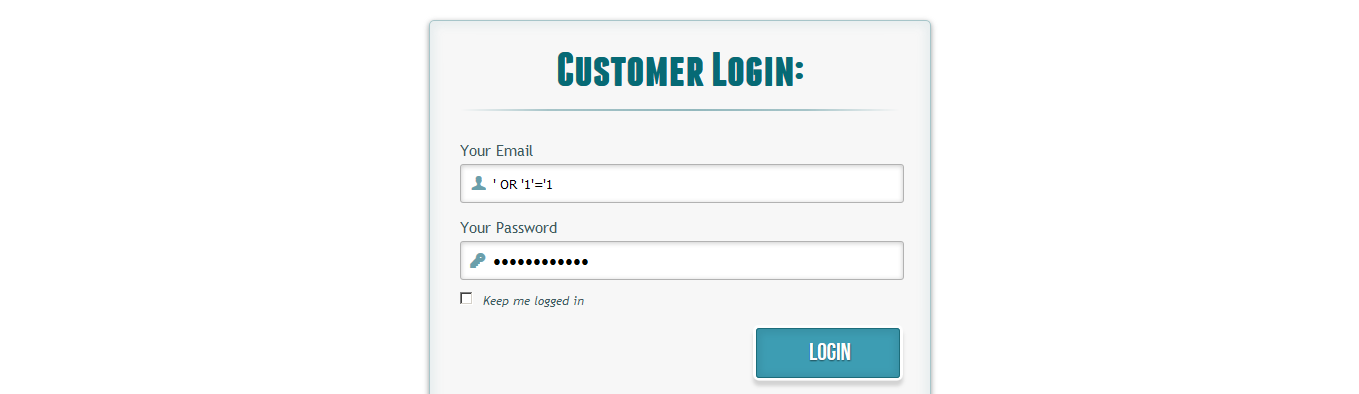 Customer Login:
Your Email
' OR '1'='1
Your Password
••••••••••••
Keep me logged in
LOGIN